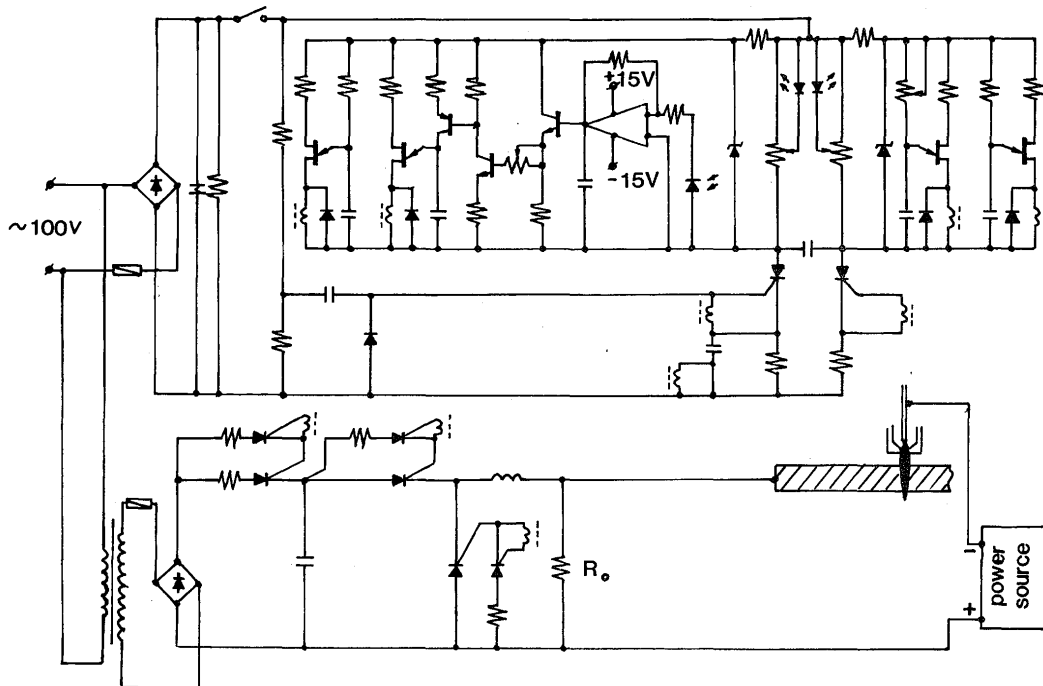 +15V
-15V
~100V
R₀
-
+
power
source